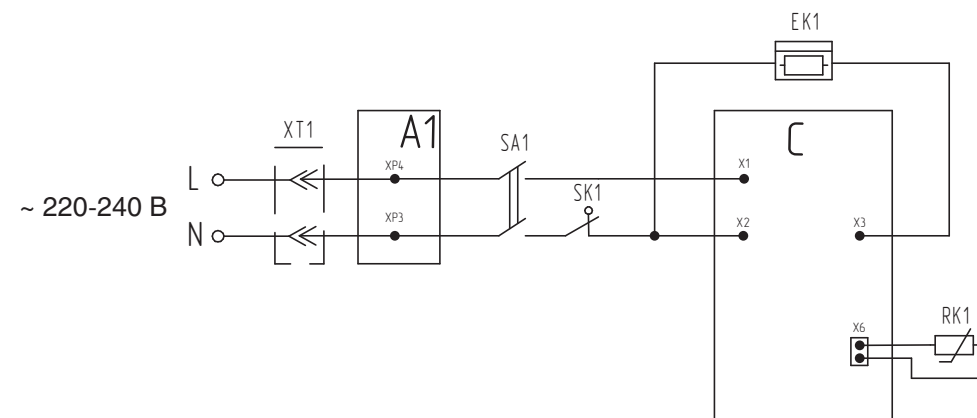 EK1
XT1
A1
C
SA1
XP4
X1
L
SK1
~ 220-240 В
XP3
X2
X3
N
X6
RK1